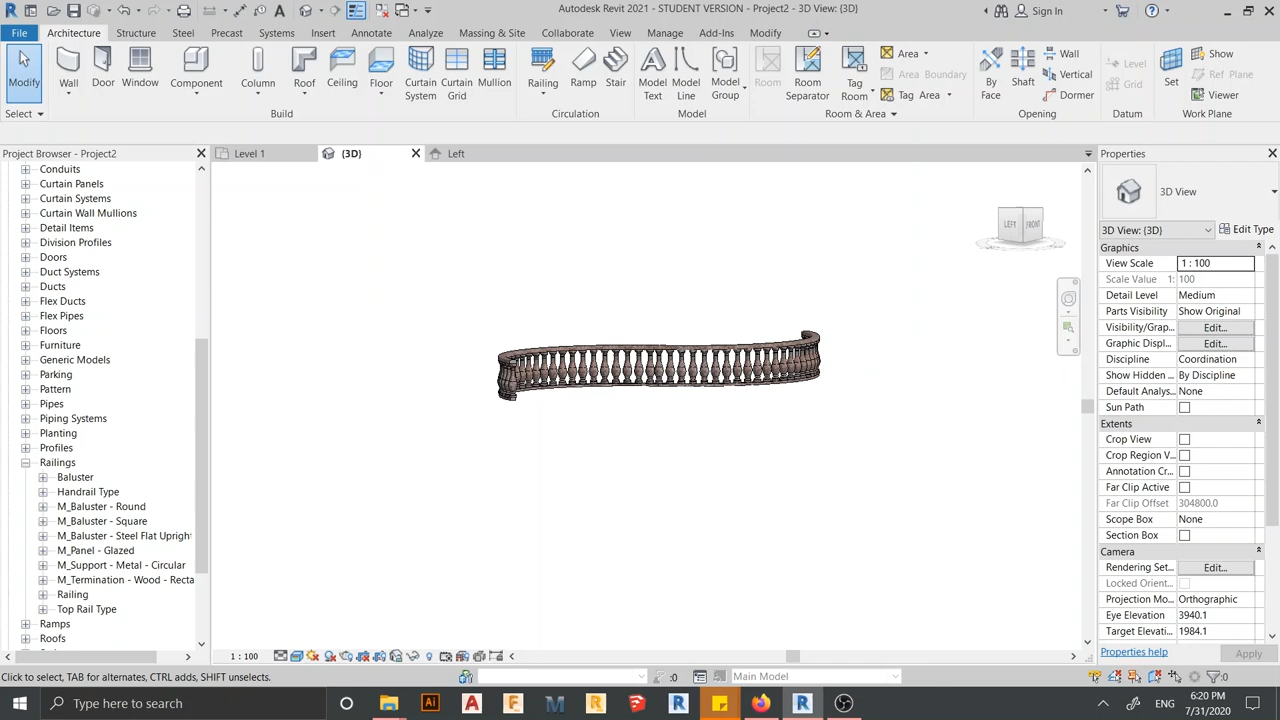 Autodesk Revit 2021 - STUDENT VERSION - Project2 - 3D View: {3D}
Sign In
File Architecture Structure Steel Precast Systems Insert Annotate Analyze Massing & Site Collaborate View Manage Add-Ins Modify
Modify
Wall
Door
Window
Component
Column
Roof
Ceiling
Floor
Curtain System
Curtain Grid
Mullion
Railing
Ramp
Stair
Model Text
Model Line
Model Group
Room
Room Separator
Tag Room
Area
Area Boundary
Tag Area
By Face
Shaft
Wall
Vertical
Dormer
Level
Grid
Set
Show
Ref Plane
Viewer
Select
Build
Circulation
Model
Room & Area
Opening
Datum
Work Plane
Project Browser - Project2
Level 1
{3D}
Left
Conduits
Curtain Panels
Curtain Systems
Curtain Wall Mullions
Detail Items
Division Profiles
Doors
Duct Systems
Ducts
Flex Ducts
Flex Pipes
Floors
Furniture
Generic Models
Parking
Pattern
Pipes
Piping Systems
Planting
Profiles
Railings
Baluster
Handrail Type
M_Baluster - Round
M_Baluster - Square
M_Baluster - Steel Flat Upright
M_Panel - Glazed
M_Support - Metal - Circular
M_Termination - Wood - Recta
Railing
Top Rail Type
Ramps
Roofs
LEFT FRONT
Properties
3D View
3D View: {3D} Edit Type
Graphics
View Scale 1 : 100
Scale Value 1: 100
Detail Level Medium
Parts Visibility Show Original
Visibility/Grap... Edit...
Graphic Displ... Edit...
Discipline Coordination
Show Hidden ... By Discipline
Default Analys... None
Sun Path
Extents
Crop View
Crop Region V...
Annotation Cr...
Far Clip Active
Far Clip Offset 304800.0
Scope Box None
Section Box
Camera
Rendering Set... Edit...
Locked Orient...
Projection Mo... Orthographic
Eye Elevation 3940.1
Target Elevati... 1984.1
Properties help Apply
1 : 100
Click to select, TAB for alternates, CTRL adds, SHIFT unselects.
:0
Main Model
:0
Type here to search
ENG
6:20 PM
7/31/2020